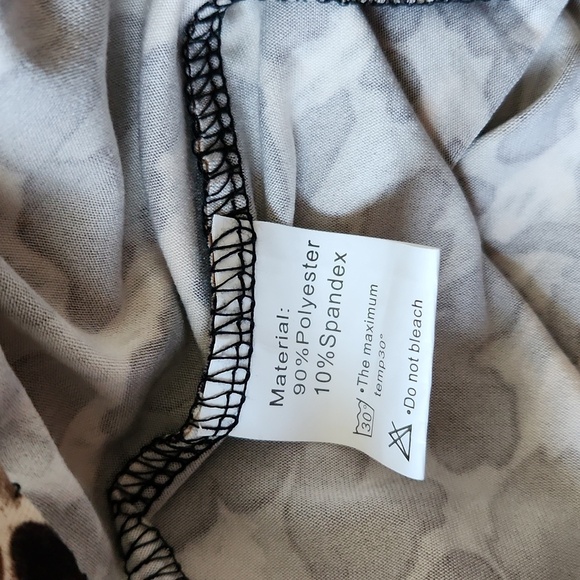 Material:
90%Polyester
10%Spandex
30° •The maximum
temp30°
•Do not bleach